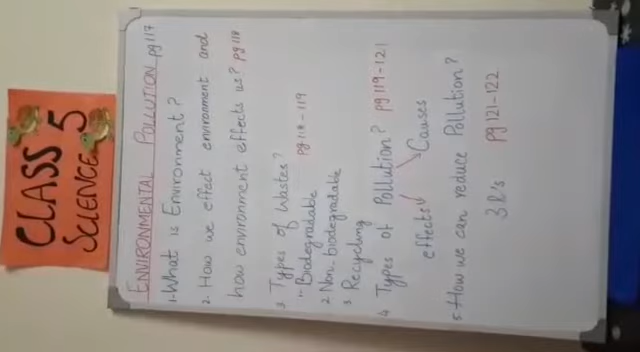 CLASS 5
SCIENCE
ENVIRONMENTAL POLLUTION pg 117
1. What is Environment?
2. How we effect environment and
how environment effects us? pg 118
3. Types of Wastes?
1. Biodegradable pg 118 - 119
2 Non, biodegradable
3 Recycling
4 Types of Pollution? pg 119-121
effects Causes
5. How we can reduce Pollution?
3R's pg 121-122